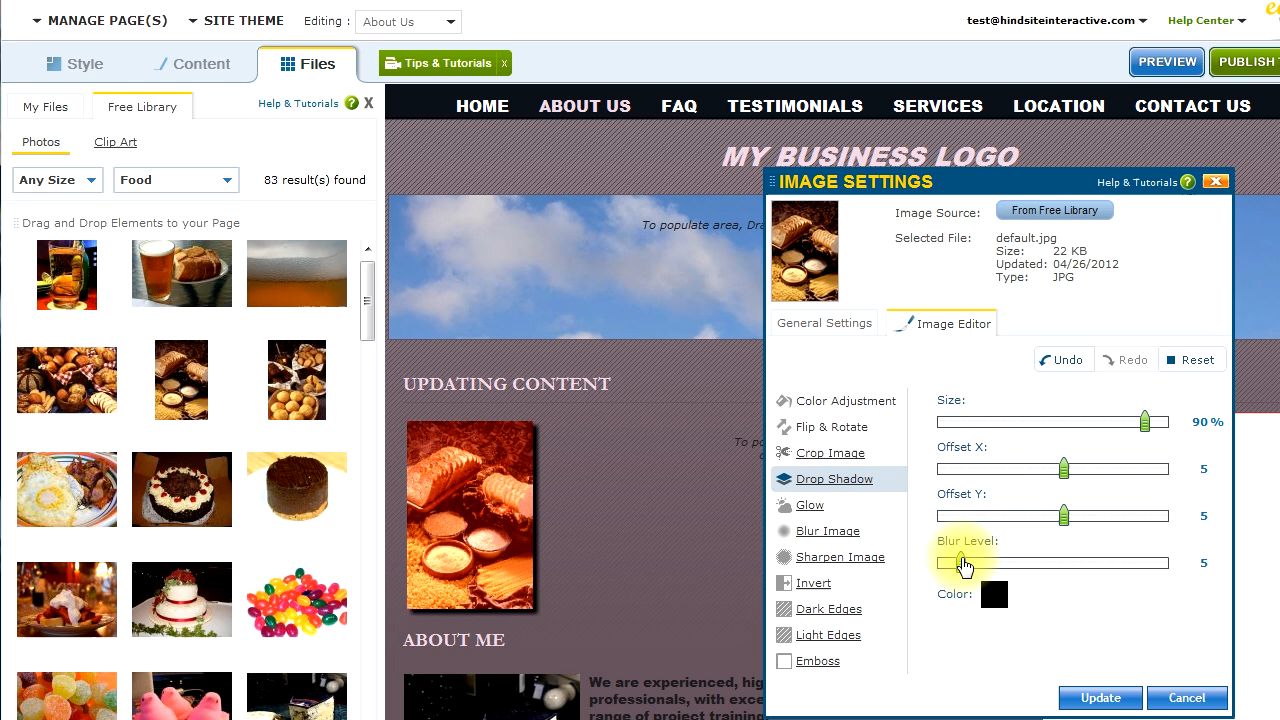 MANAGE PAGE(S) SITE THEME Editing : About Us test@hindsiteinteractive.com Help Center
Style Content Files Tips & Tutorials X PREVIEW PUBLISH
My Files Free Library Help & Tutorials ? X
Photos Clip Art
Any Size Food 83 result(s) found
Drag and Drop Elements to your Page
HOME ABOUT US FAQ TESTIMONIALS SERVICES LOCATION CONTACT US
MY BUSINESS LOGO
To populate area, Dra
UPDATING CONTENT
To po
ABOUT ME
We are experienced, hig
professionals, with exce
range of project training
IMAGE SETTINGS Help & Tutorials ? X
Image Source: From Free Library
Selected File: default.jpg
Size: 22 KB
Updated: 04/26/2012
Type: JPG
General Settings Image Editor
Undo Redo Reset
Color Adjustment
Flip & Rotate
Crop Image
Drop Shadow
Glow
Blur Image
Sharpen Image
Invert
Dark Edges
Light Edges
Emboss
Size: 90 %
Offset X: 5
Offset Y: 5
Blur Level: 5
Color:
Update Cancel